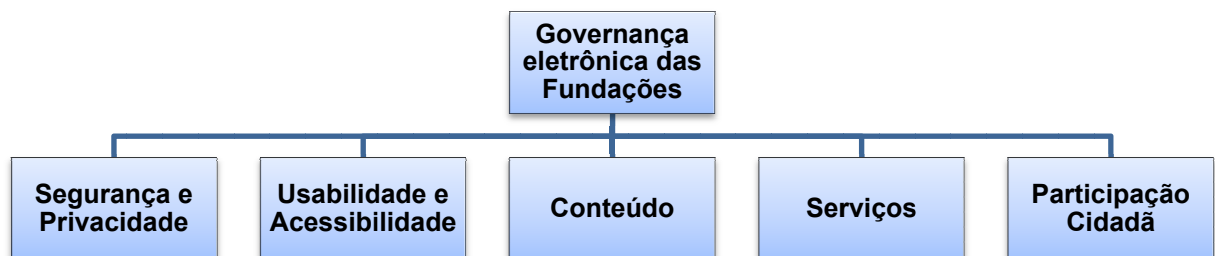 Governança
eletrônica das
Fundações
Segurança e
Privacidade
Usabilidade e
Acessibilidade
Conteúdo
Serviços
Participação
Cidadã